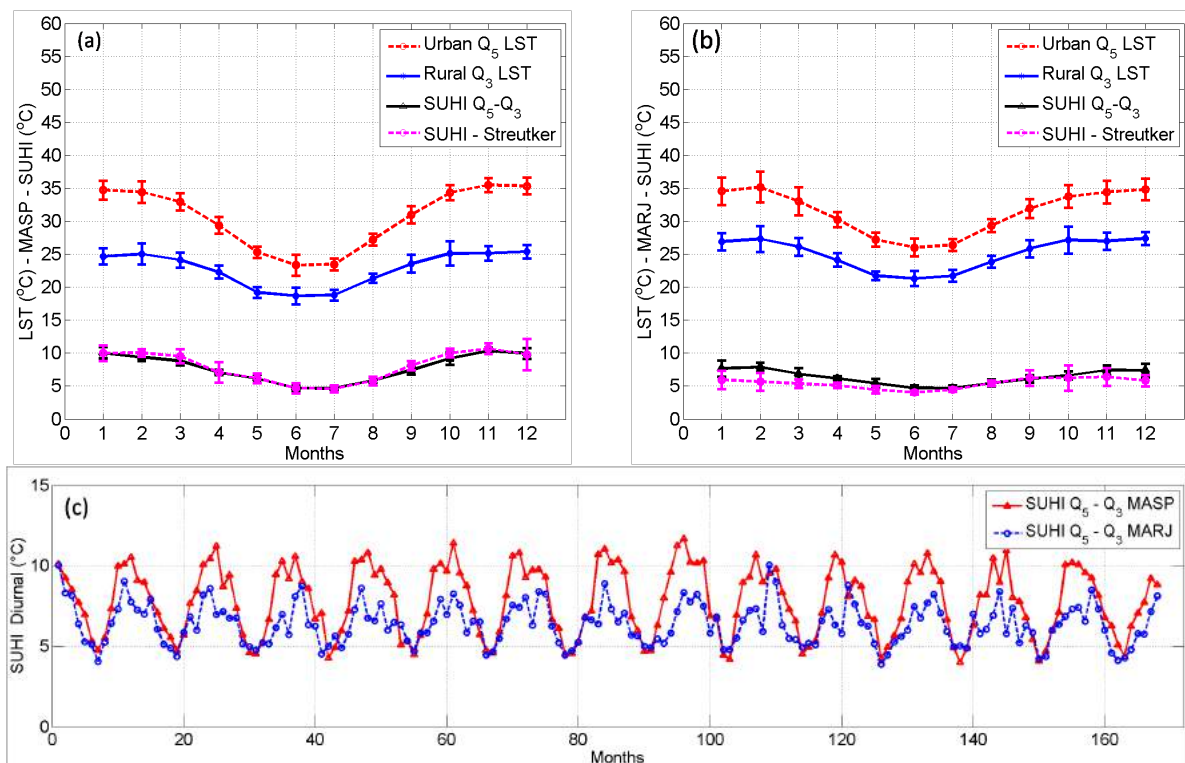 (a)
Urban Q5 LST
Rural Q3 LST
SUHI Q5-Q3
SUHI - Streutker
LST (°C) - MASP - SUHI (°C)
60
55
50
45
40
35
30
25
20
15
10
5
0
0 1 2 3 4 5 6 7 8 9 10 11 12
Months
(b)
Urban Q5 LST
Rural Q3 LST
SUHI Q5-Q3
SUHI - Streutker
LST (°C) - MARJ - SUHI (°C)
60
55
50
45
40
35
30
25
20
15
10
5
0
0 1 2 3 4 5 6 7 8 9 10 11 12
Months
(c)
SUHI Q5 - Q3 MASP
SUHI Q5 - Q3 MARJ
SUHI Diurnal (°C)
15
10
5
0
0 20 40 60 80 100 120 140 160
Months